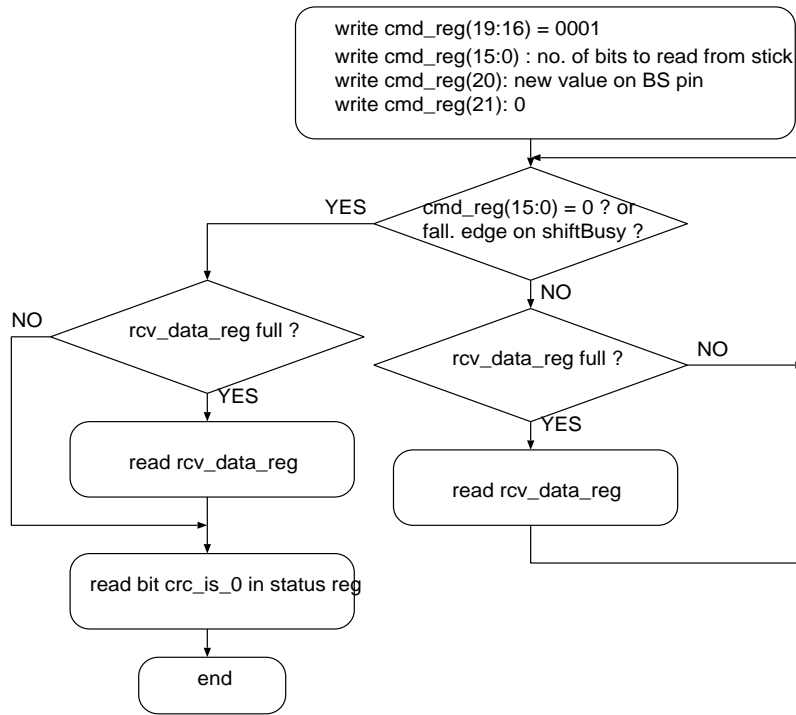 write cmd_reg(19:16) = 0001
write cmd_reg(15:0) : no. of bits to read from stick
write cmd_reg(20): new value on BS pin
write cmd_reg(21): 0
YES
cmd_reg(15:0) = 0 ? or
fall. edge on shiftBusy ?
NO
NO
rcv_data_reg full ?
YES
rcv_data_reg full ?
NO
YES
read rcv_data_reg
read rcv_data_reg
read bit crc_is_0 in status reg
end